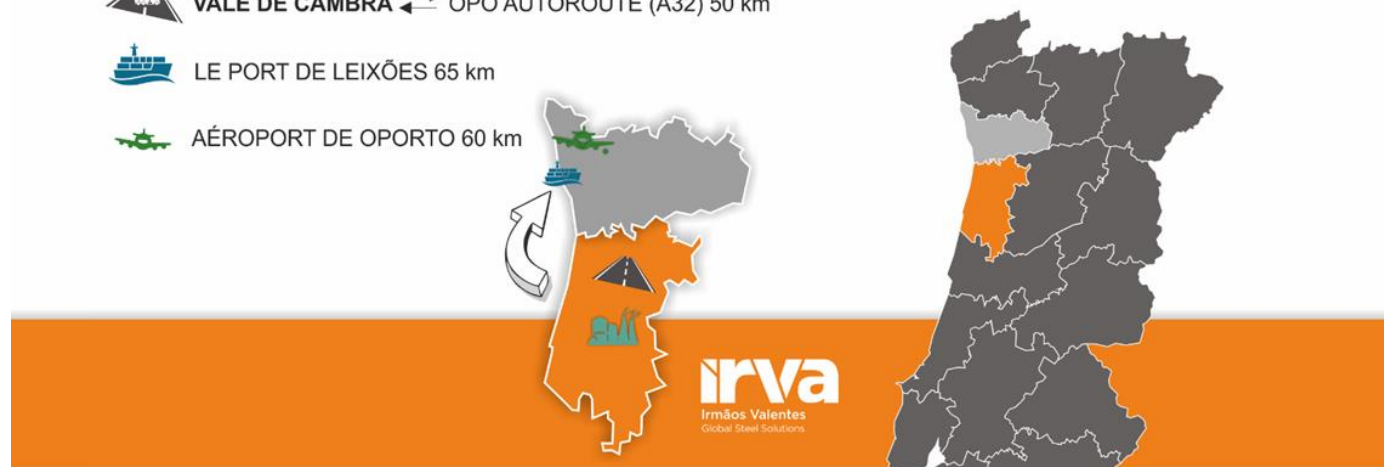 VALE DE CAMBRA OPO AUTOROUTE (A32) 50 km
LE PORT DE LEIXÕES 65 km
AÉROPORT DE OPORTO 60 km
irva
Irmãos Valentes
Global Steel Solutions